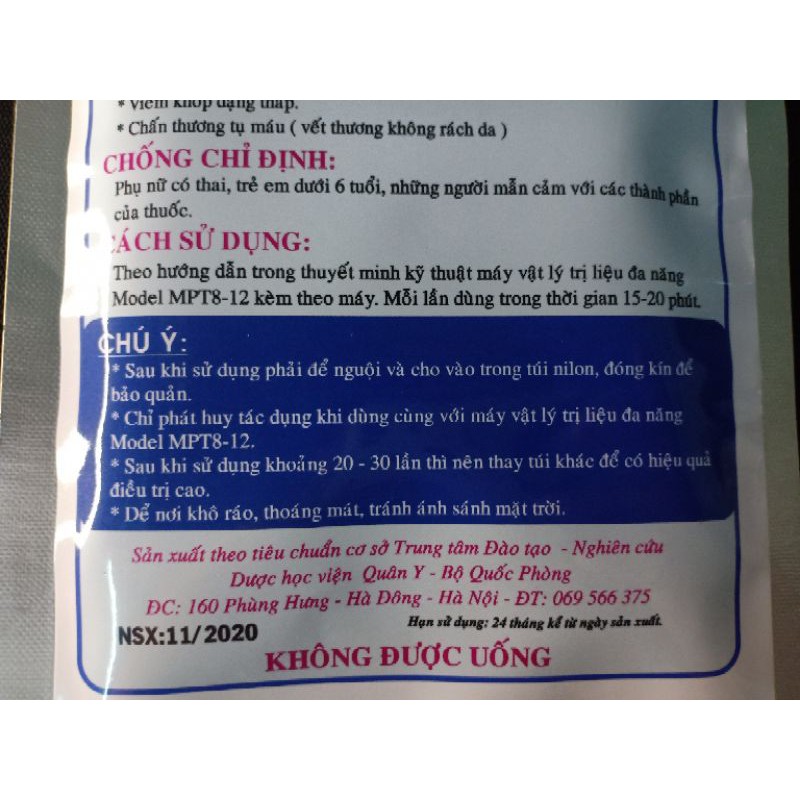 * Viêm khớp dạng thấp.
* Chấn thương tụ máu ( vết thương không rách da )
CHỐNG CHỈ ĐỊNH:
Phụ nữ có thai, trẻ em dưới 6 tuổi, những người mẫn cảm với các thành phần
của thuốc.
CÁCH SỬ DỤNG:
Theo hướng dẫn trong thuyết minh kỹ thuật máy vật lý trị liệu đa năng
Model MPT8-12 kèm theo máy. Mỗi lần dùng trong thời gian 15-20 phút.
CHÚ Ý:
* Sau khi sử dụng phải để nguội và cho vào trong túi nilon, đóng kín để
bảo quản.
* Chỉ phát huy tác dụng khi dùng cùng với máy vật lý trị liệu đa năng
Model MPT8-12.
* Sau khi sử dụng khoảng 20 - 30 lần thì nên thay túi khác để có hiệu quả
điều trị cao.
* Dể nơi khô ráo, thoáng mát, tránh ánh sánh mặt trời.
Sản xuất theo tiêu chuẩn cơ sở Trung tâm Đào tạo - Nghiên cứu
Dược học viện Quân Y - Bộ Quốc Phòng
ĐC: 160 Phùng Hưng - Hà Đông - Hà Nội - ĐT: 069 566 375
Hạn sử dụng: 24 tháng kể từ ngày sản xuất.
NSX:11/2020
KHÔNG ĐƯỢC UỐNG